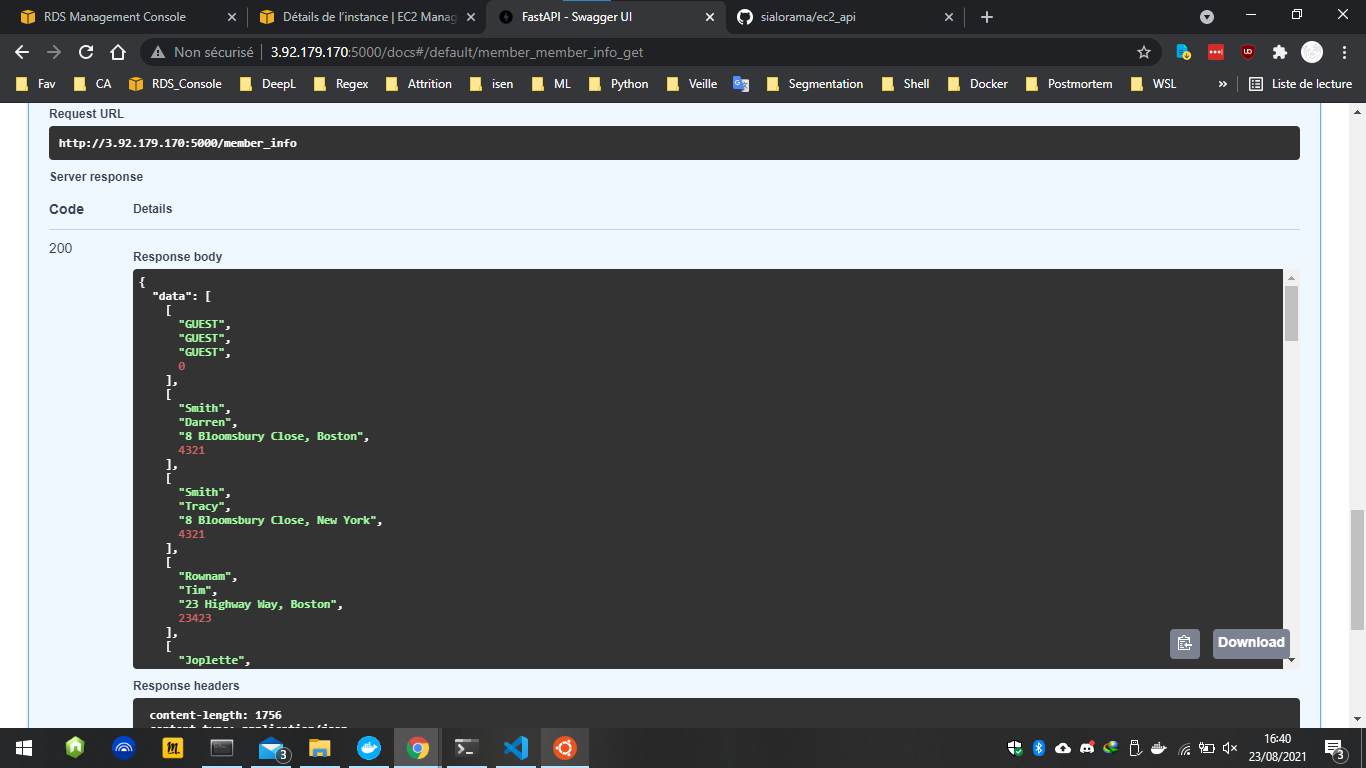 RDS Management Console
Détails de l'instance | EC2 Manag
FastAPI - Swagger UI
sialorama/ec2_api
Non sécurisé
3.92.179.170:5000/docs#/default/member_member_info_get
Fav
CA
RDS_Console
DeepL
Regex
Attrition
isen
ML
Python
Veille
Segmentation
Shell
Docker
Postmortem
WSL
»
Liste de lecture
Request URL
http://3.92.179.170:5000/member_info
Server response
Code Details
200
Response body
{
"data": [
[
"GUEST",
"GUEST",
"GUEST",
0
],
[
"Smith",
"Darren",
"8 Bloomsbury Close, Boston",
4321
],
[
"Smith",
"Tracy",
"8 Bloomsbury Close, New York",
4321
],
[
"Rownam",
"Tim",
"23 Highway Way, Boston",
23423
],
[
"Joplette",
Download
Response headers
content-length: 1756
3
16:40
23/08/2021
3